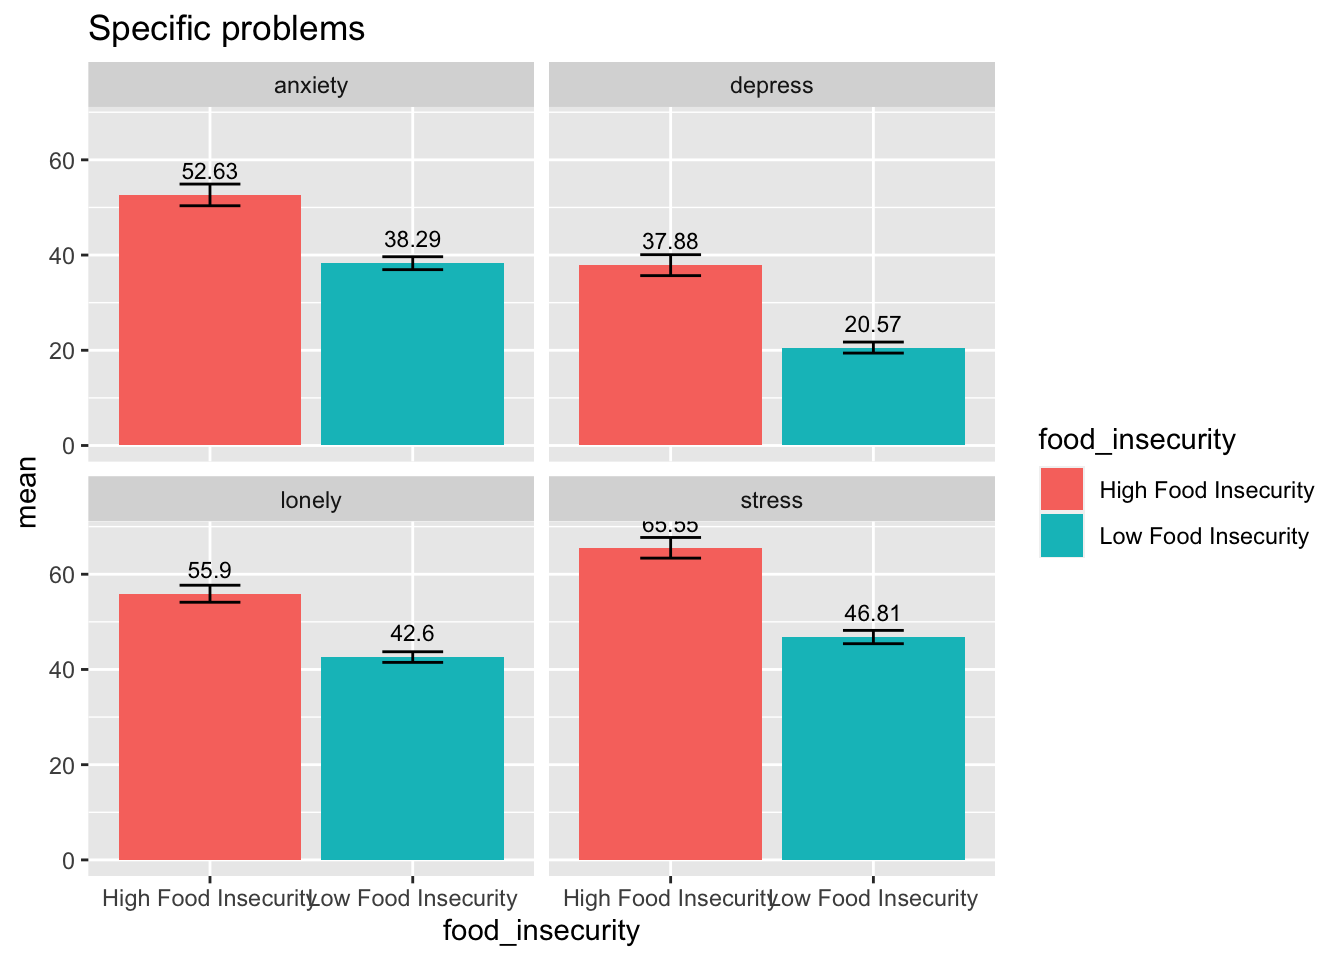 Specific problems
anxiety
depress
60
40
20
0
52.63
38.29
37.88
20.57
lonely
stress
60
40
20
0
55.9
42.6
65.55
46.81
High Food Insecurity
Low Food Insecurity
High Food Insecurity
Low Food Insecurity
food_insecurity
mean
food_insecurity
High Food Insecurity
Low Food Insecurity